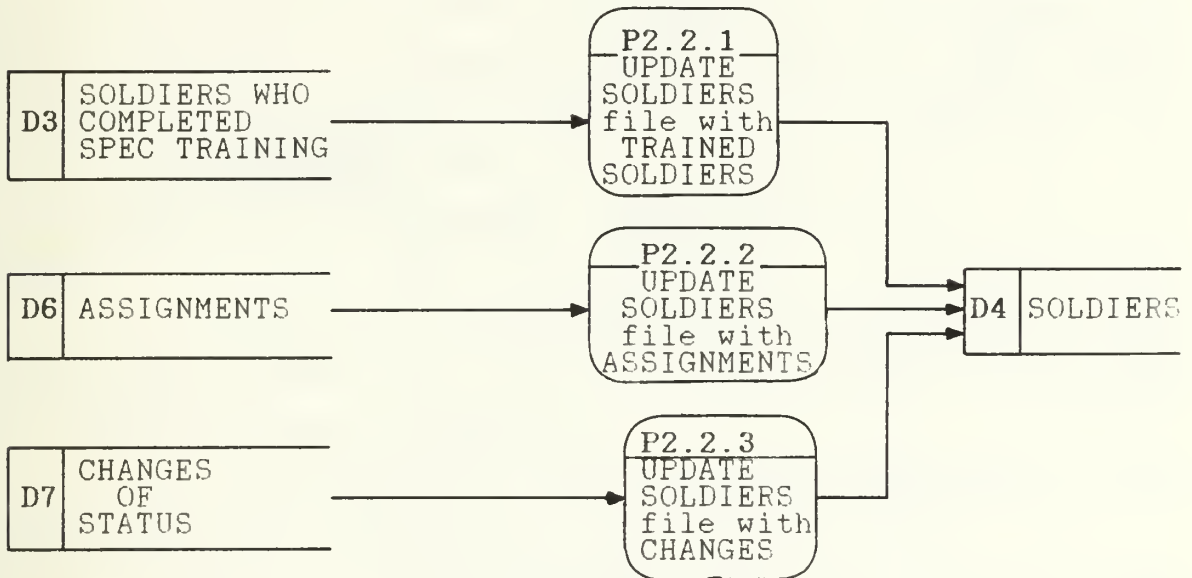 D3
SOLDIERS WHO
COMPLETED
SPEC TRAINING
P2.2.1
UPDATE
SOLDIERS
file with
TRAINED
SOLDIERS
D6
ASSIGNMENTS
P2.2.2
UPDATE
SOLDIERS
file with
ASSIGNMENTS
D4
SOLDIERS
D7
CHANGES
OF
STATUS
P2.2.3
UPDATE
SOLDIERS
file with
CHANGES